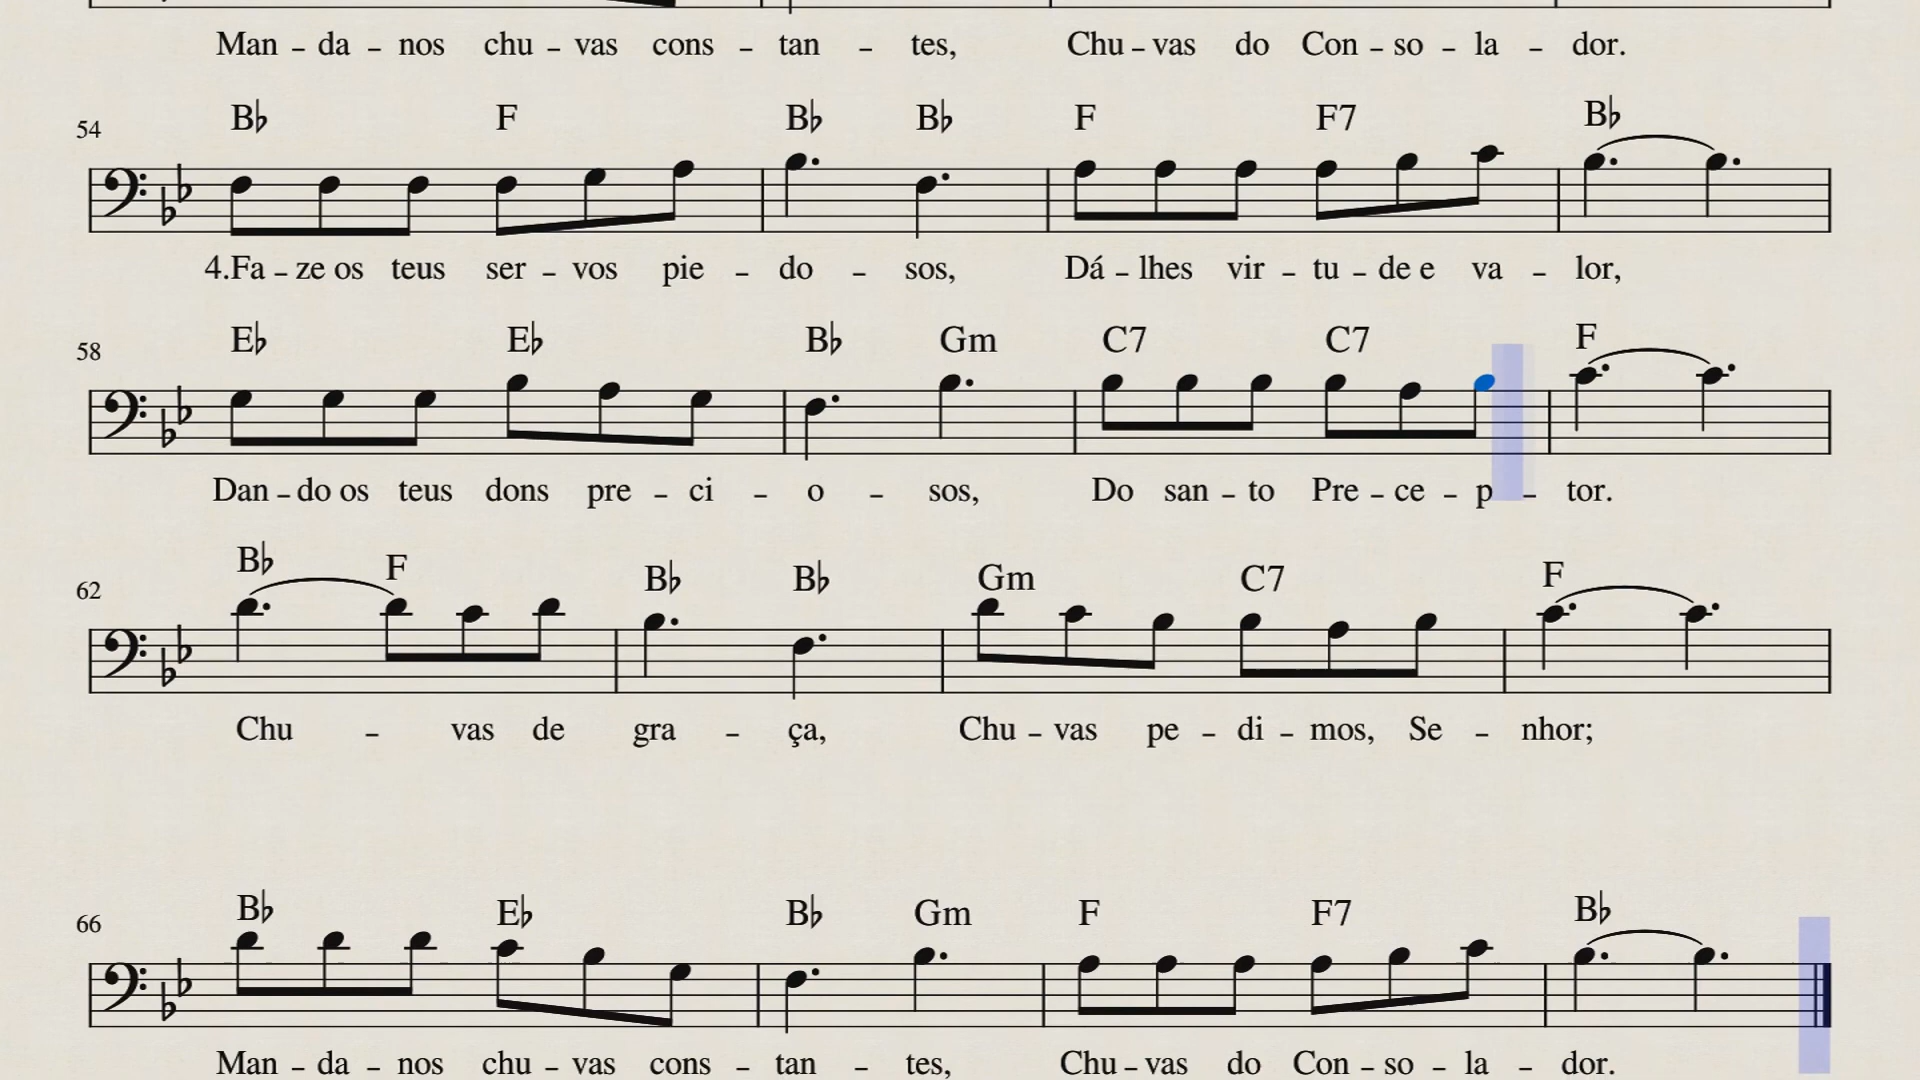 Man – da – nos chu – vas cons – tan – tes, Chu – vas do Con – so – la – dor.
54 B♭ F B♭ B♭ F F7 B♭
4.Fa – ze os teus ser – vos pie – do – sos, Dá – lhes vir – tu – de e va – lor,
58 E♭ E♭ B♭ Gm C7 C7 F
Dan – do os teus dons pre – ci – o – sos, Do san – to Pre – ce – p – tor.
62 B♭ F B♭ B♭ Gm C7 F
Chu – vas de gra – ça, Chu – vas pe – di – mos, Se – nhor;
66 B♭ E♭ B♭ Gm F F7 B♭
Man – da – nos chu – vas cons – tan – tes, Chu – vas do Con – so – la – dor.